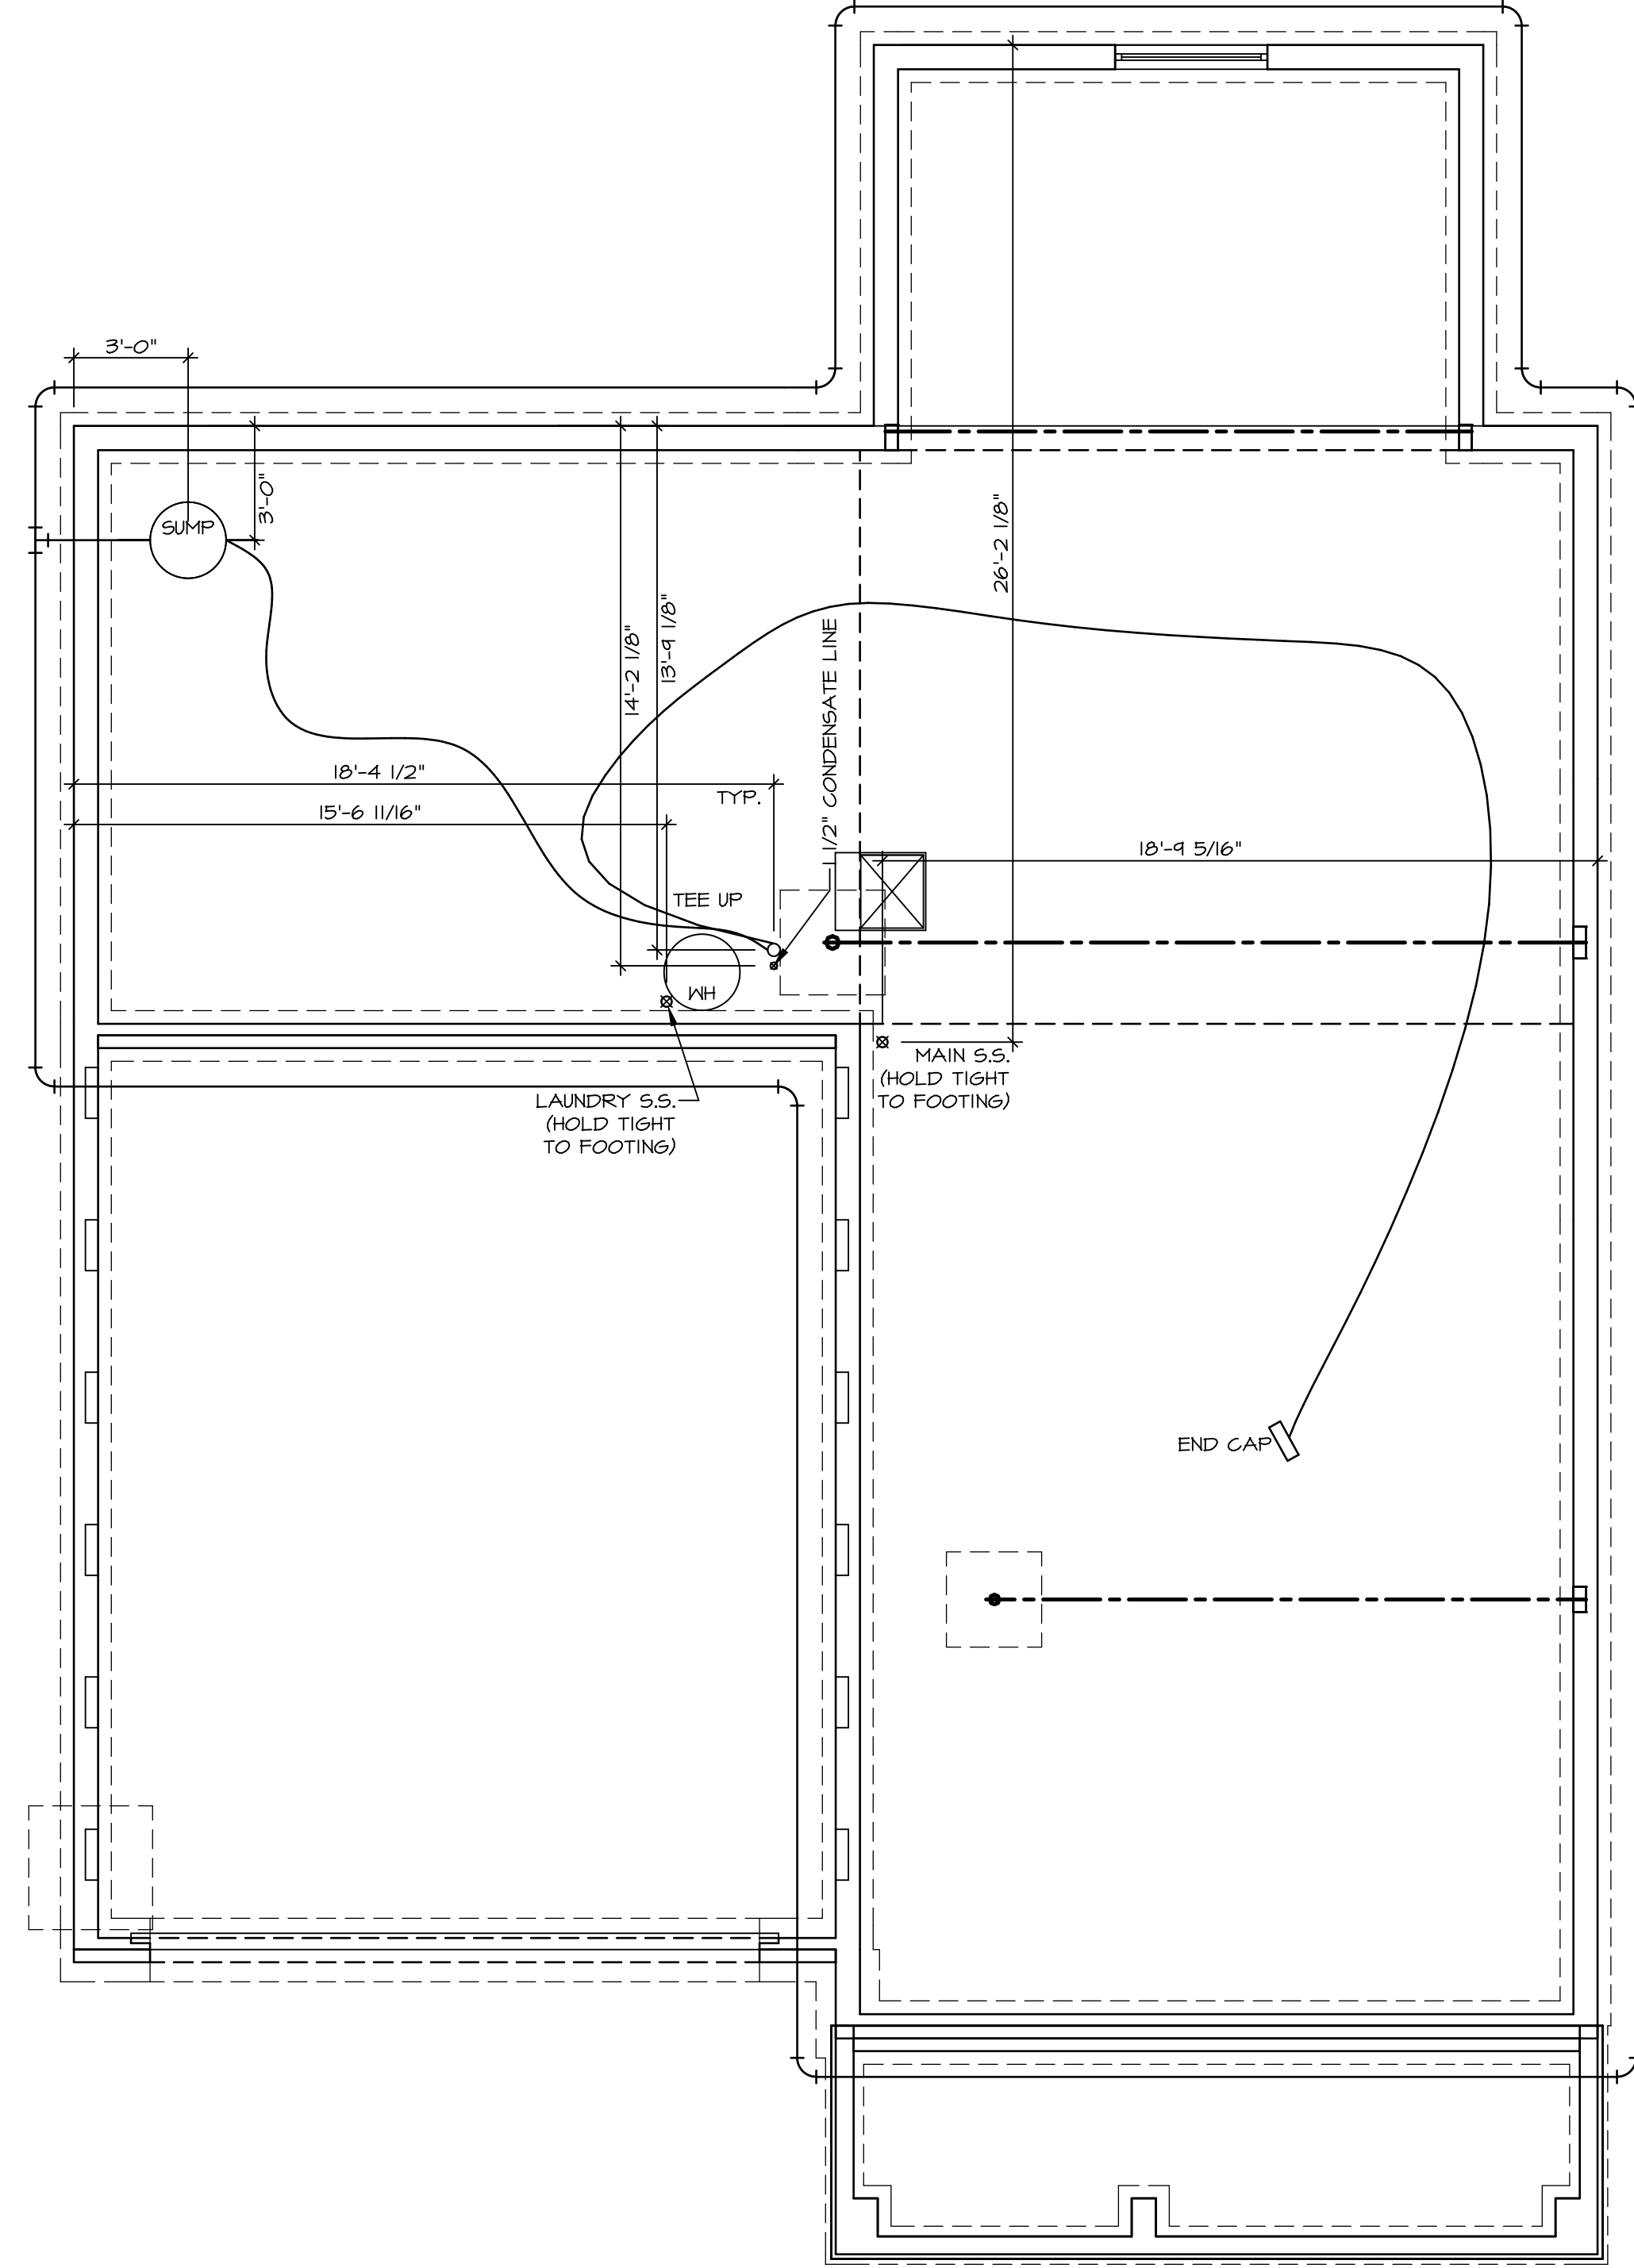 3'-0"
SUMP
3'-0"
26'-2 1/8"
14'-2 1/8"
13'-9 1/8"
1 1/2" CONDENSATE LINE
18'-4 1/2"
TYP.
15'-6 11/16"
18'-9 5/16"
TEE UP
WH
MAIN S.S.
(HOLD TIGHT
TO FOOTING)
LAUNDRY S.S.
(HOLD TIGHT
TO FOOTING)
END CAP